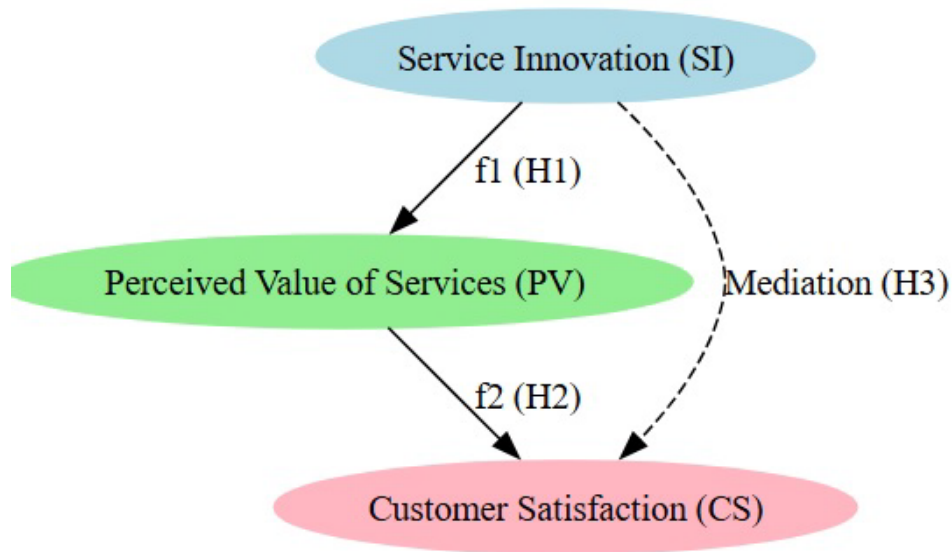 Service Innovation (SI)
f1 (H1)
Perceived Value of Services (PV)
Mediation (H3)
f2 (H2)
Customer Satisfaction (CS)